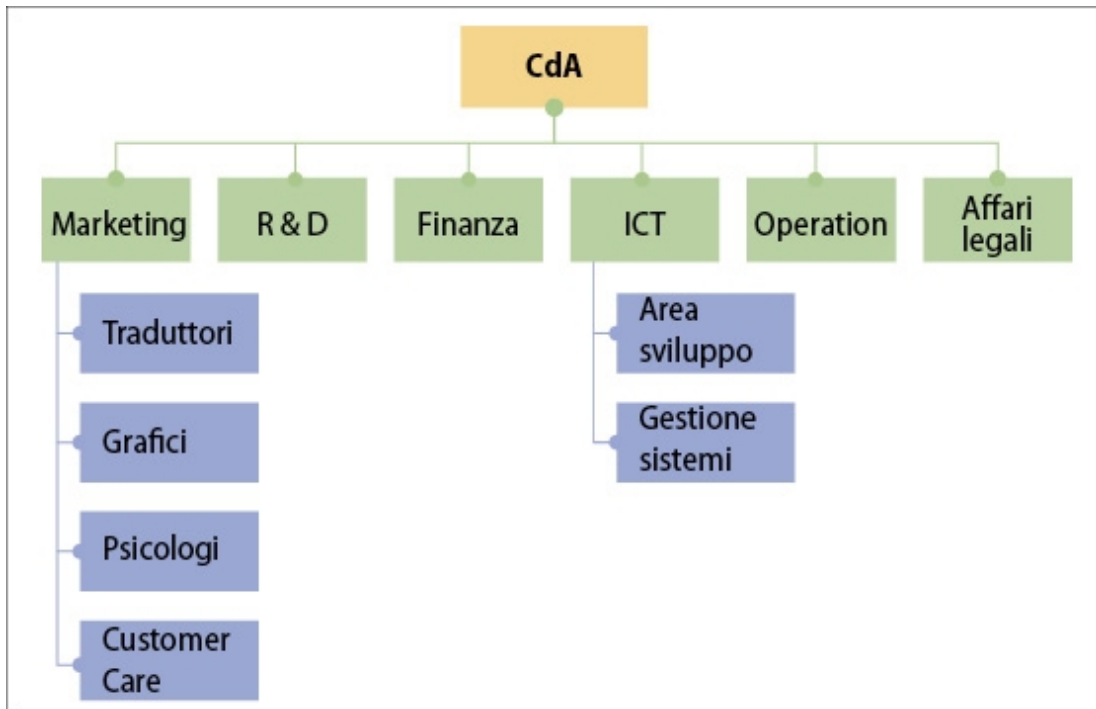 CdA
Marketing
R & D
Finanza
ICT
Operation
Affari
legali
Traduttori
Grafici
Psicologi
Customer
Care
Area
sviluppo
Gestione
sistemi